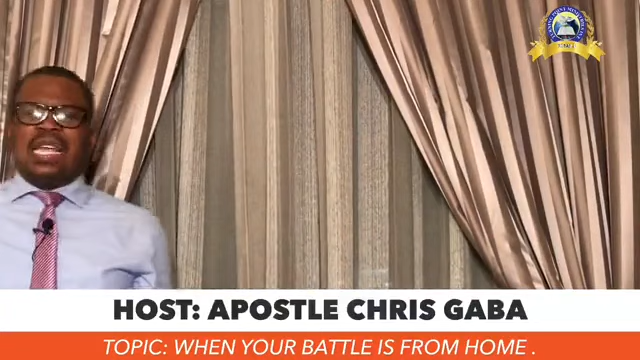 HOST: APOSTLE CHRIS GABA
TOPIC: WHEN YOUR BATTLE IS FROM HOME .